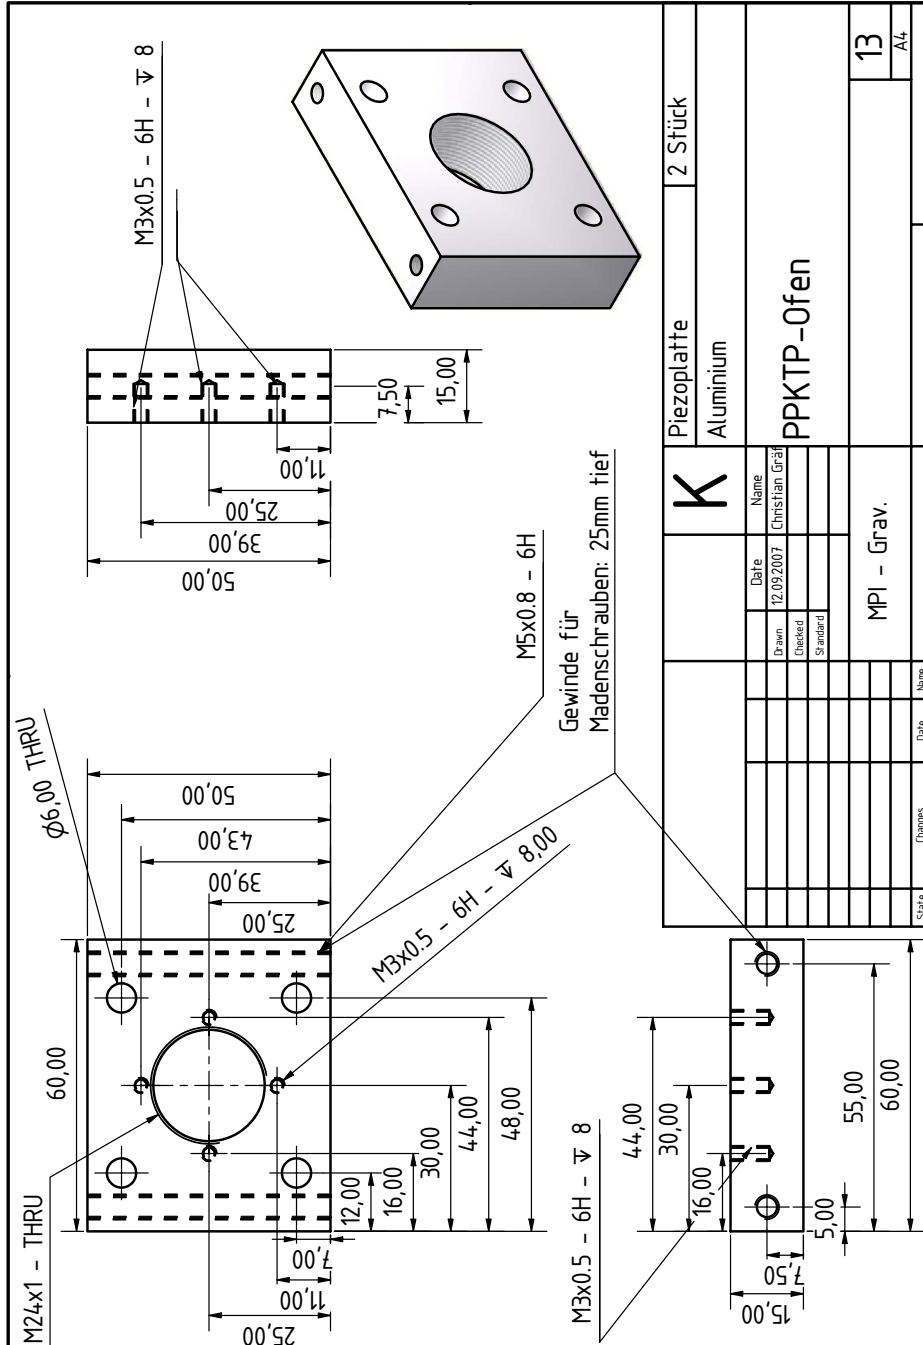 M3x0.5 - 6H - ↧ 8
7,50
15,00
11,00
25,00
39,00
50,00
Ø6,00 THRU
50,00
43,00
39,00
25,00
60,00
M24x1 - THRU
M5x0.8 - 6H
Gewinde für
Madenschrauben: 25mm tief
M3x0.5 - 6H - ↧ 8,00
12,00
16,00
30,00
44,00
48,00
7,00
11,00
25,00
M3x0.5 - 6H - ↧ 8
44,00
30,00
16,00
55,00
60,00
5,00
7,50
15,00
K
Piezoplatte
2 Stück
Aluminium
Date
Name
Drawn
12.09.2007
Christian Gräf
Checked
Standard
PPKTP-Ofen
MPI - Grav.
13
A4
State
Changes
Date
Name